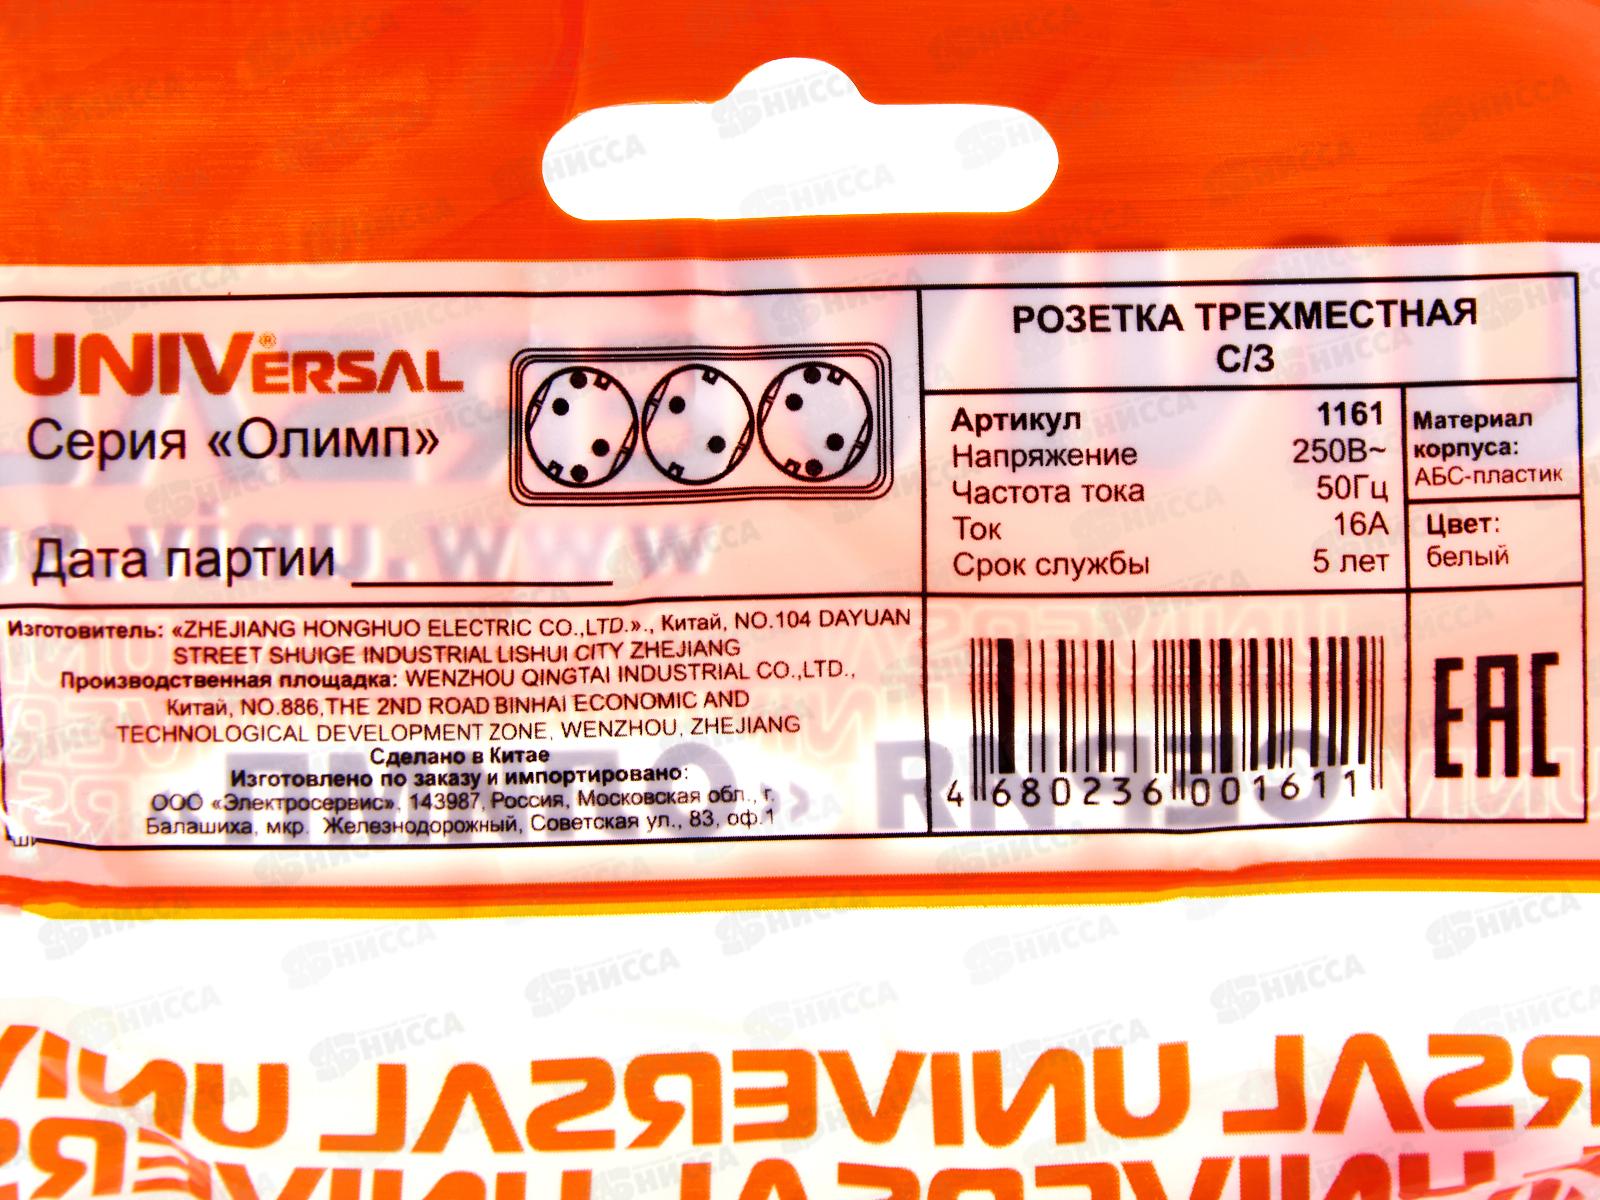 UNIVERSAL®
Серия «Олимп»
Дата партии
РОЗЕТКА ТРЕХМЕСТНАЯ
С/З
Артикул 1161
Напряжение 250В~
Частота тока 50Гц
Ток 16А
Срок службы 5 лет
Материал
корпуса:
АБС-пластик
Цвет:
белый
Изготовитель: «ZHEJIANG HONGHUO ELECTRIC CO.,LTD.»., Китай, NO.104 DAYUAN
STREET SHUIGE INDUSTRIAL LISHUI CITY ZHEJIANG
Производственная площадка: WENZHOU QINGTAI INDUSTRIAL CO.,LTD.,
Китай, NO.886,THE 2ND ROAD BINHAI ECONOMIC AND
TECHNOLOGICAL DEVELOPMENT ZONE, WENZHOU, ZHEJIANG
Сделано в Китае
Изготовлено по заказу и импортировано:
ООО «Электросервис», 143987, Россия, Московская обл., г.
Балашиха, мкр. Железнодорожный, Советская ул., 83, оф.1
4 680236 001611
EAC
UNIVERSAL UNIVERSAL
НИССА